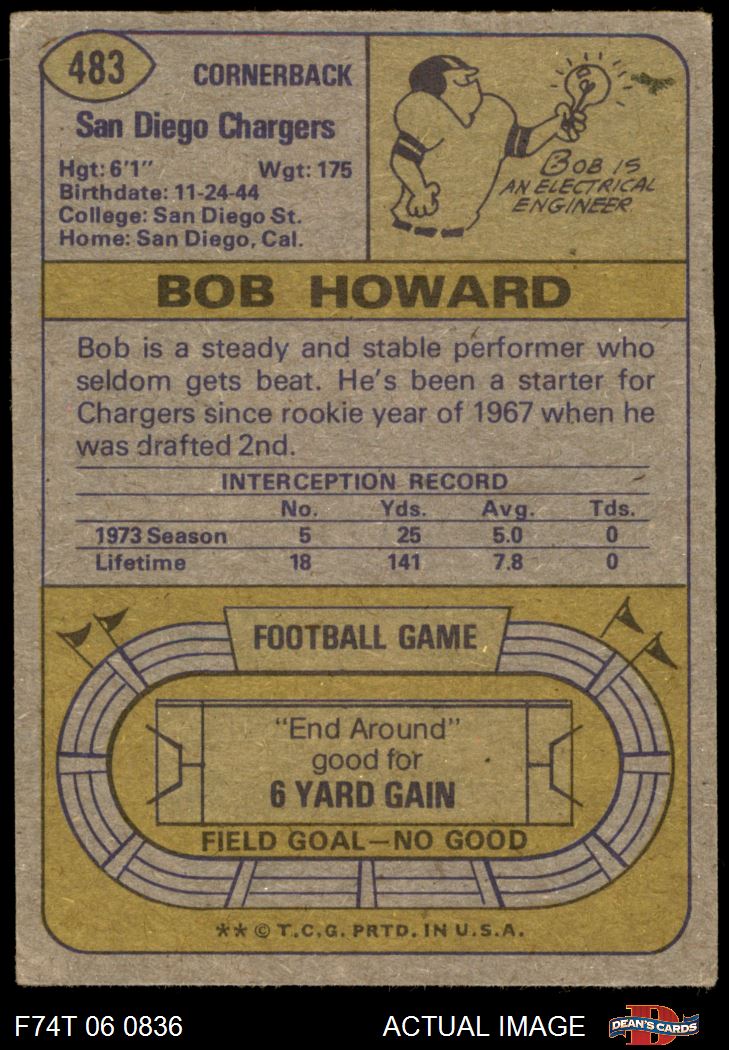 483
CORNERBACK
San Diego Chargers
Hgt: 6'1" Wgt: 175
Birthdate: 11-24-44
College: San Diego St.
Home: San Diego, Cal.
BOB IS
AN ELECTRICAL
ENGINEER
BOB HOWARD
Bob is a steady and stable performer who
seldom gets beat. He's been a starter for
Chargers since rookie year of 1967 when he
was drafted 2nd.
INTERCEPTION RECORD
No. Yds. Avg. Tds.
1973 Season 5 25 5.0 0
Lifetime 18 141 7.8 0
FOOTBALL GAME
"End Around"
good for
6 YARD GAIN
FIELD GOAL—NO GOOD
** © T.C.G. PRTD. IN U.S.A.
F74T 06 0836 ACTUAL IMAGE
D
DEAN'S CARDS